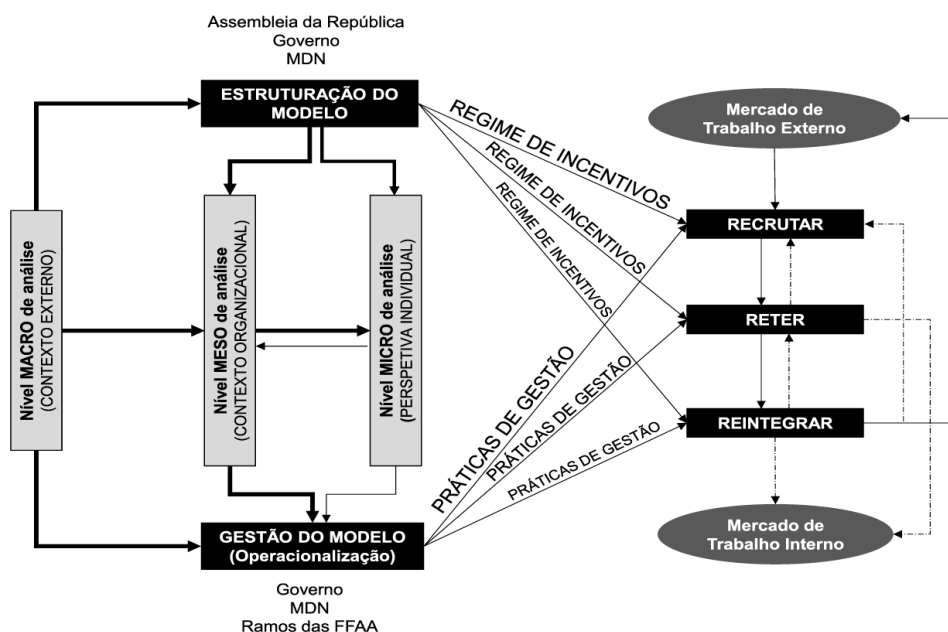 Assembleia da República
Governo
MDN
ESTRUTURAÇÃO DO
MODELO
Nível MACRO de análise
(CONTEXTO EXTERNO)
Nível MESO de análise
(CONTEXTO ORGANIZACIONAL)
Nível MICRO de análise
(PERSPETIVA INDIVIDUAL)
GESTÃO DO MODELO
(Operacionalização)
Governo
MDN
Ramos das FFAA
REGIME DE INCENTIVOS
REGIME DE INCENTIVOS
REGIME DE INCENTIVOS
PRÁTICAS DE GESTÃO
PRÁTICAS DE GESTÃO
PRÁTICAS DE GESTÃO
Mercado de
Trabalho Externo
RECRUTAR
RETER
REINTEGRAR
Mercado de
Trabalho Interno